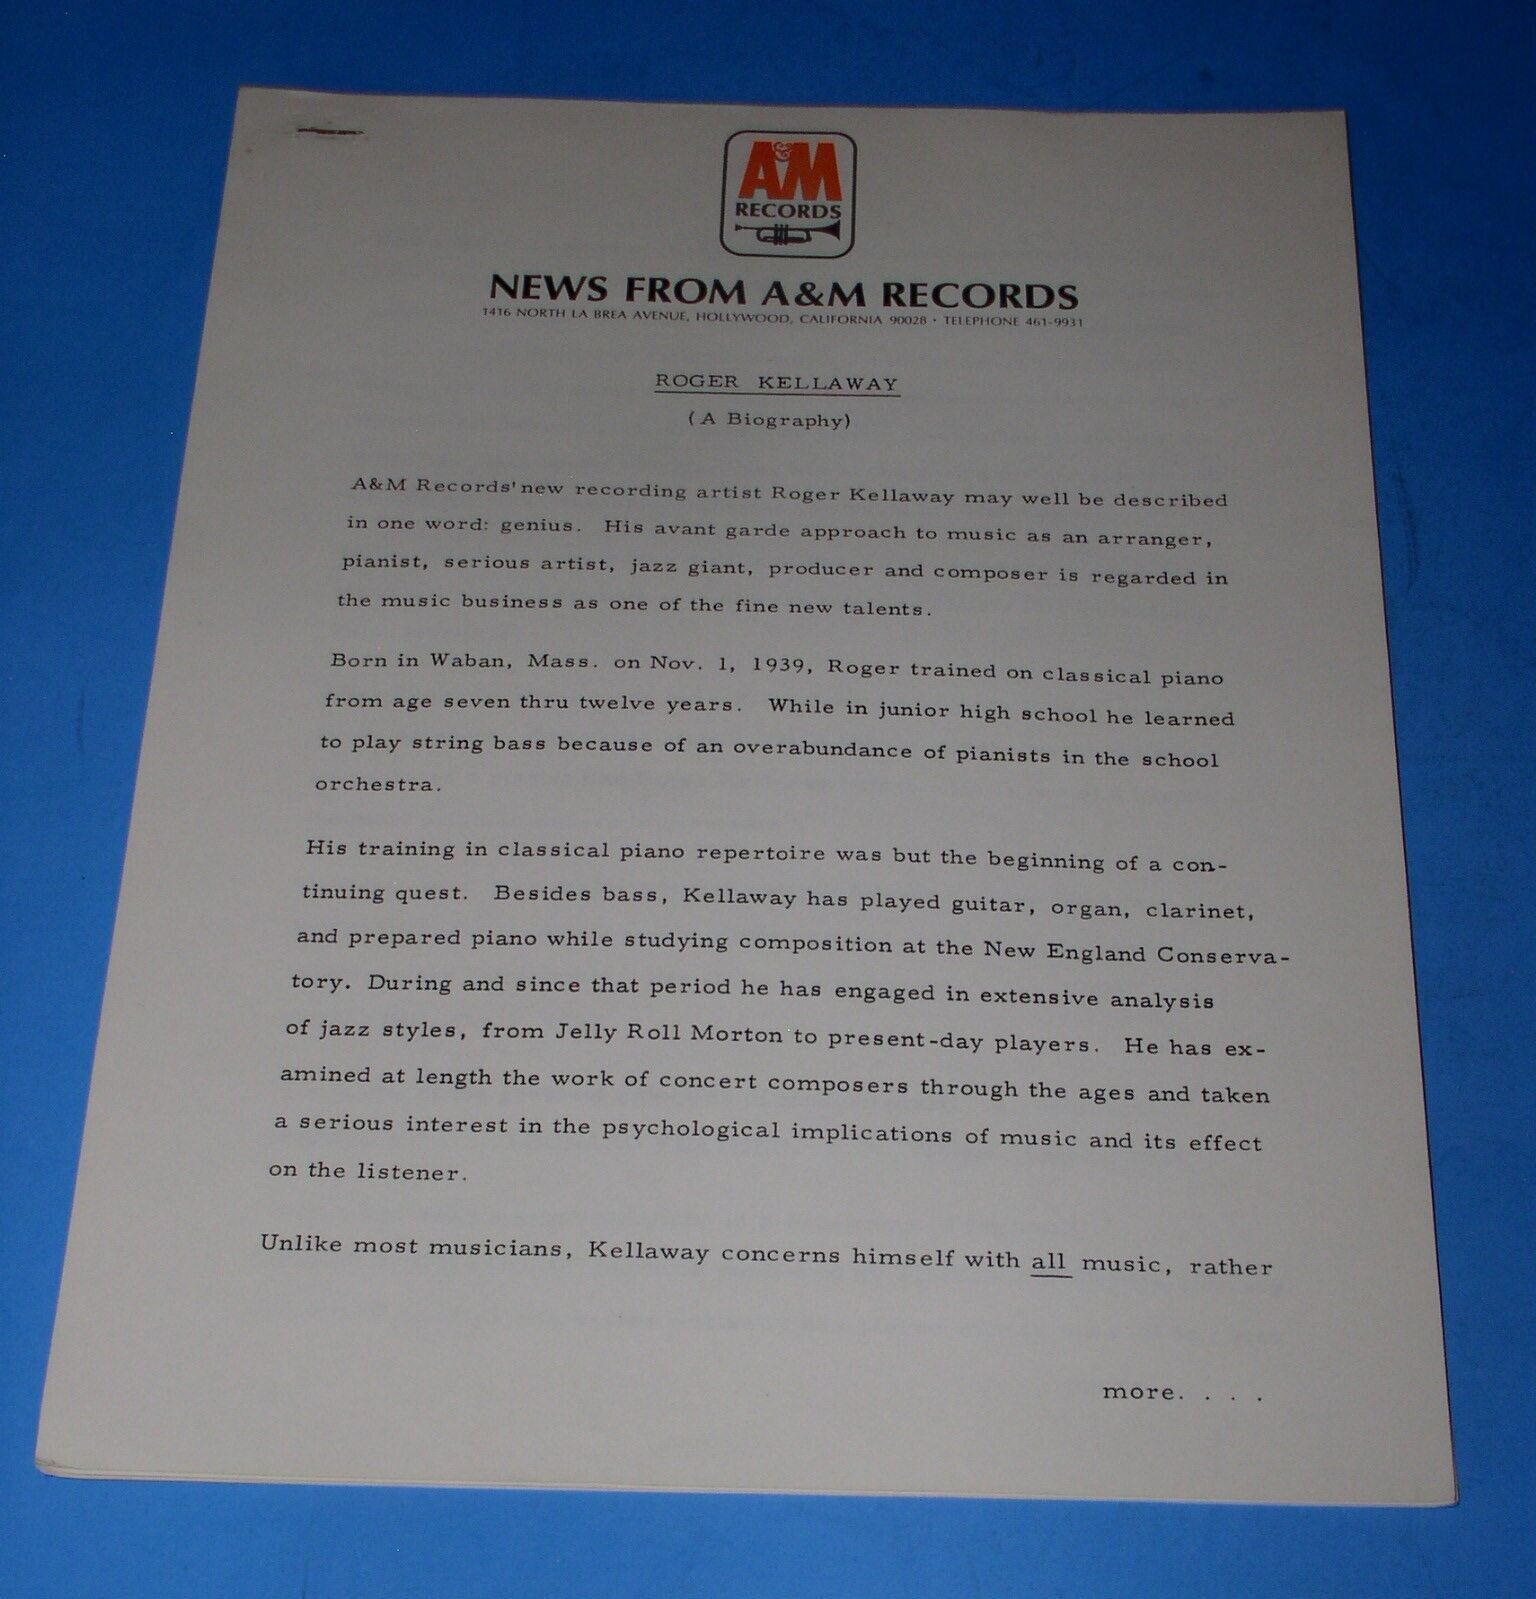 A&M
RECORDS
NEWS FROM A&M RECORDS
1416 NORTH LA BREA AVENUE, HOLLYWOOD, CALIFORNIA 90028 · TELEPHONE 461-9931
ROGER KELLAWAY
(A Biography)
A&M Records' new recording artist Roger Kellaway may well be described
in one word: genius. His avant garde approach to music as an arranger,
pianist, serious artist, jazz giant, producer and composer is regarded in
the music business as one of the fine new talents.
Born in Waban, Mass. on Nov. 1, 1939, Roger trained on classical piano
from age seven thru twelve years. While in junior high school he learned
to play string bass because of an overabundance of pianists in the school
orchestra.
His training in classical piano repertoire was but the beginning of a con-
tinuing quest. Besides bass, Kellaway has played guitar, organ, clarinet,
and prepared piano while studying composition at the New England Conserva-
tory. During and since that period he has engaged in extensive analysis
of jazz styles, from Jelly Roll Morton to present-day players. He has ex-
amined at length the work of concert composers through the ages and taken
a serious interest in the psychological implications of music and its effect
on the listener.
Unlike most musicians, Kellaway concerns himself with all music, rather
more. . . .